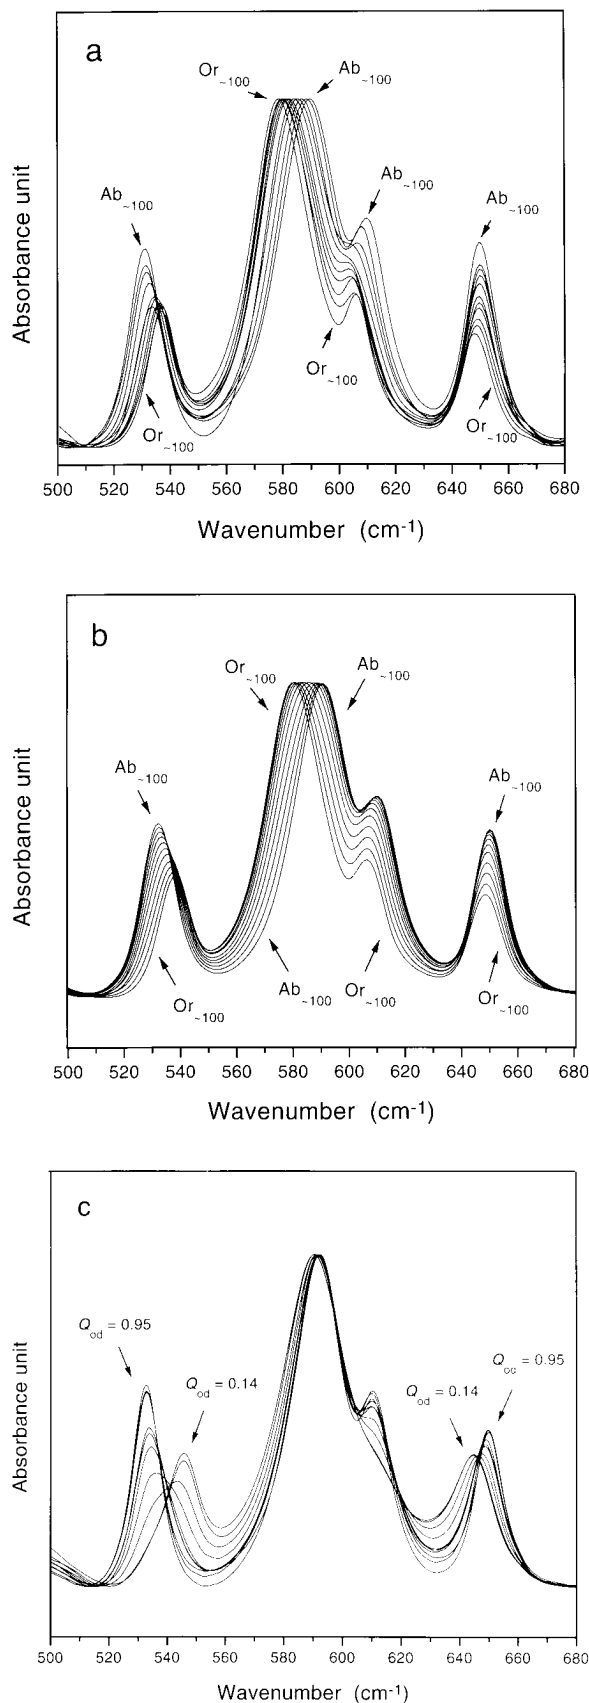 a
Or~100
Ab~100
Ab~100
Ab~100
Ab~100
Or~100
Or~100
Or~100
Absorbance unit
500 520 540 560 580 600 620 640 660 680
Wavenumber (cm-1)
b
Or~100
Ab~100
Ab~100
Ab~100
Or~100
Ab~100
Or~100
Or~100
Absorbance unit
500 520 540 560 580 600 620 640 660 680
Wavenumber (cm-1)
c
Qod = 0.95
Qod = 0.14
Qod = 0.14
Qod = 0.95
Absorbance unit
500 520 540 560 580 600 620 640 660 680
Wavenumber (cm-1)